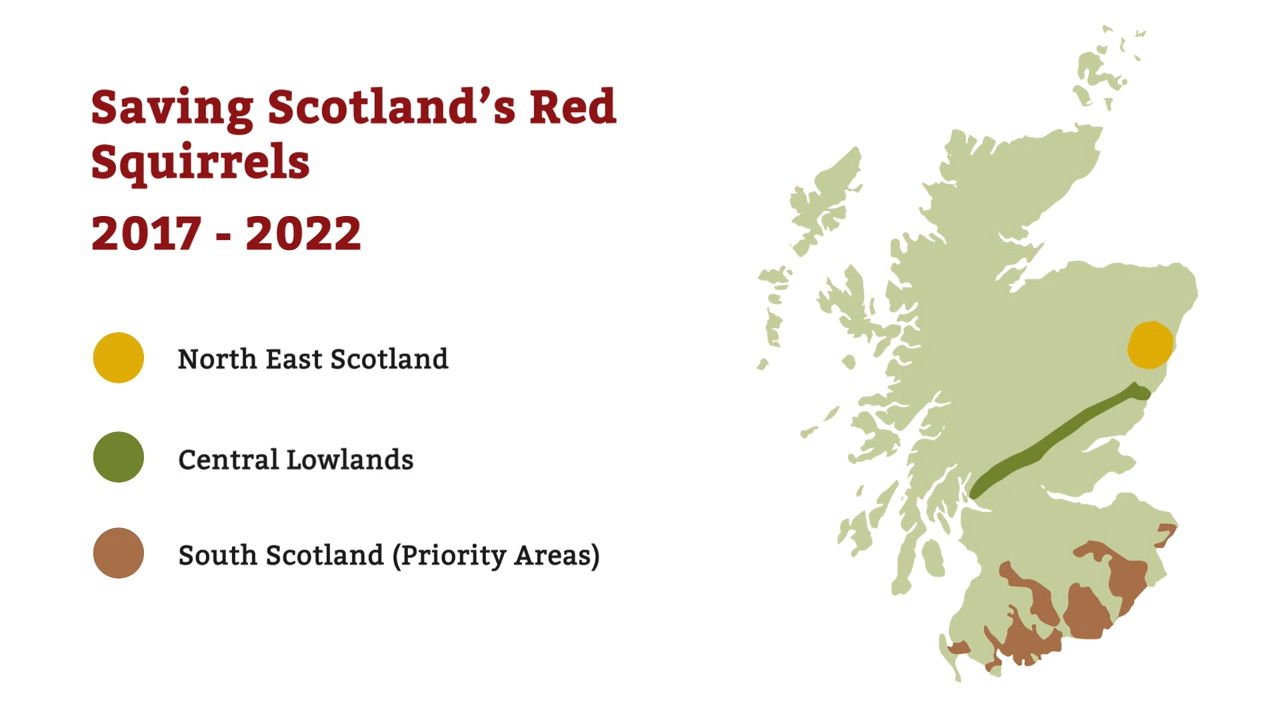 Saving Scotland’s Red
Squirrels
2017 - 2022
North East Scotland
Central Lowlands
South Scotland (Priority Areas)